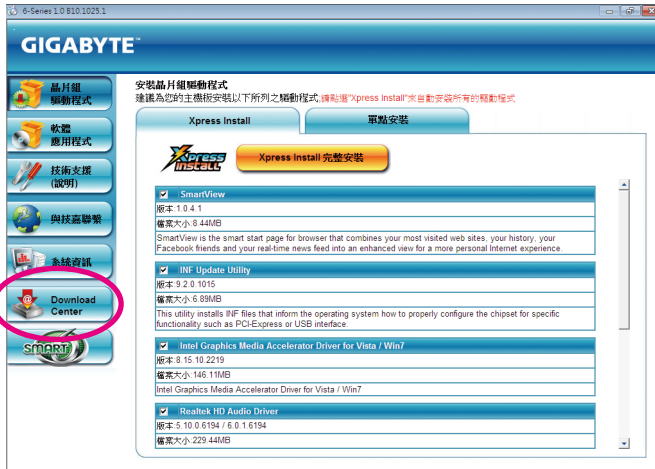 6-Series 1.0 B10.1025.1
GIGABYTE™
晶片組
驅動程式
軟體
應用程式
技術支援
(說明)
與技嘉聯繫
系統資訊
Download
Center
SMART
安裝晶片組驅動程式
建議為您的主機板安裝以下所列之驅動程式,請點選"Xpress Install"來自動安裝所有的驅動程式
Xpress Install
單點安裝
Xpress
INSTALL
Xpress Install 完整安裝
SmartView
版本:1.0.4.1
檔案大小:8.44MB
SmartView is the smart start page for browser that combines your most visited web sites, your history, your
Facebook friends and your real-time news feed into an enhanced view for a more personal Internet experience.
INF Update Utility
版本:9.2.0.1015
檔案大小:6.89MB
This utility installs INF files that inform the operating system how to properly configure the chipset for specific
functionality such as PCI-Express or USB interface.
Intel Graphics Media Accelerator Driver for Vista / Win7
版本:8.15.10.2219
檔案大小:146.11MB
Intel Graphics Media Accelerator Driver for Vista / Win7
Realtek HD Audio Driver
版本:5.10.0.6194 / 6.0.1.6194
檔案大小:229.44MB